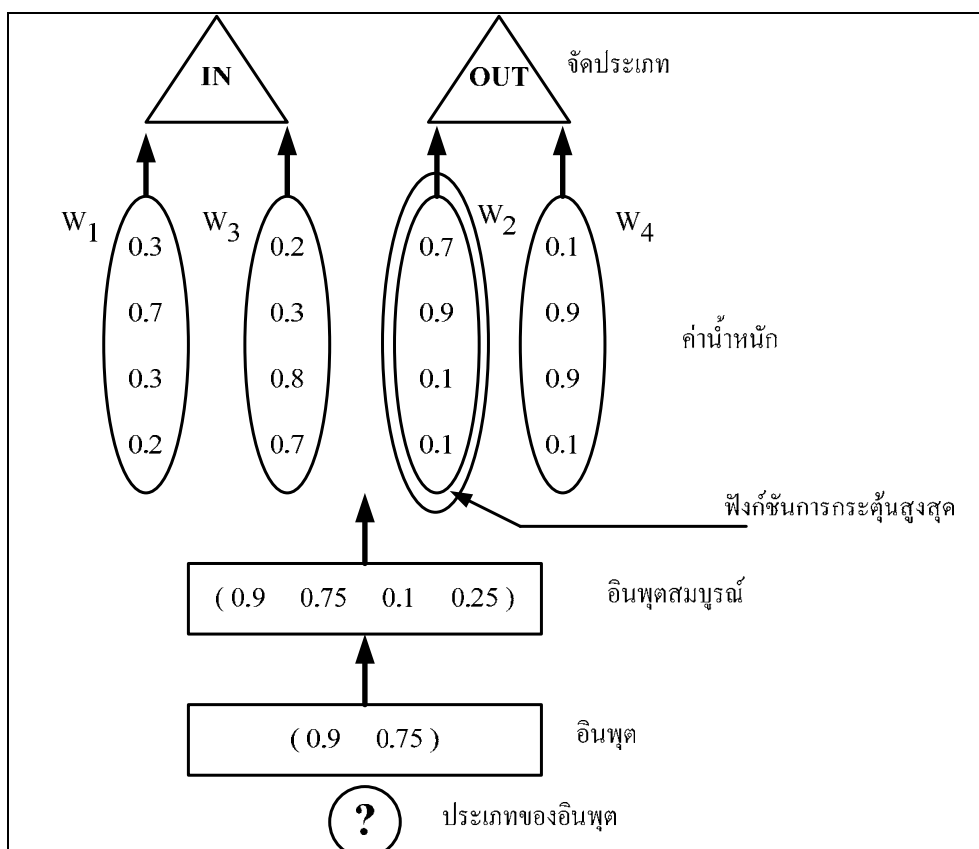 IN
OUT
จัดประเภท
W1
W3
W2
W4
0.3 0.2 0.7 0.1
0.7 0.3 0.9 0.9
ค่าน้ำหนัก
0.3 0.8 0.1 0.9
0.2 0.7 0.1 0.1
ฟังก์ชันการกระตุ้นสูงสุด
( 0.9 0.75 0.1 0.25 )
อินพุตสมบูรณ์
( 0.9 0.75 )
อินพุต
?
ประเภทของอินพุต